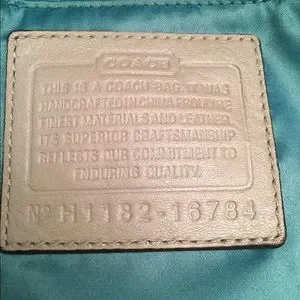 COACH
THIS IS A COACH BAG. IT WAS
HANDCRAFTED IN CHINA FROM THE
FINEST MATERIALS AND LEATHER.
ITS SUPERIOR CRAFTSMANSHIP
REFLECTS OUR COMMITMENT TO
ENDURING QUALITY.
Nº H1182-16784